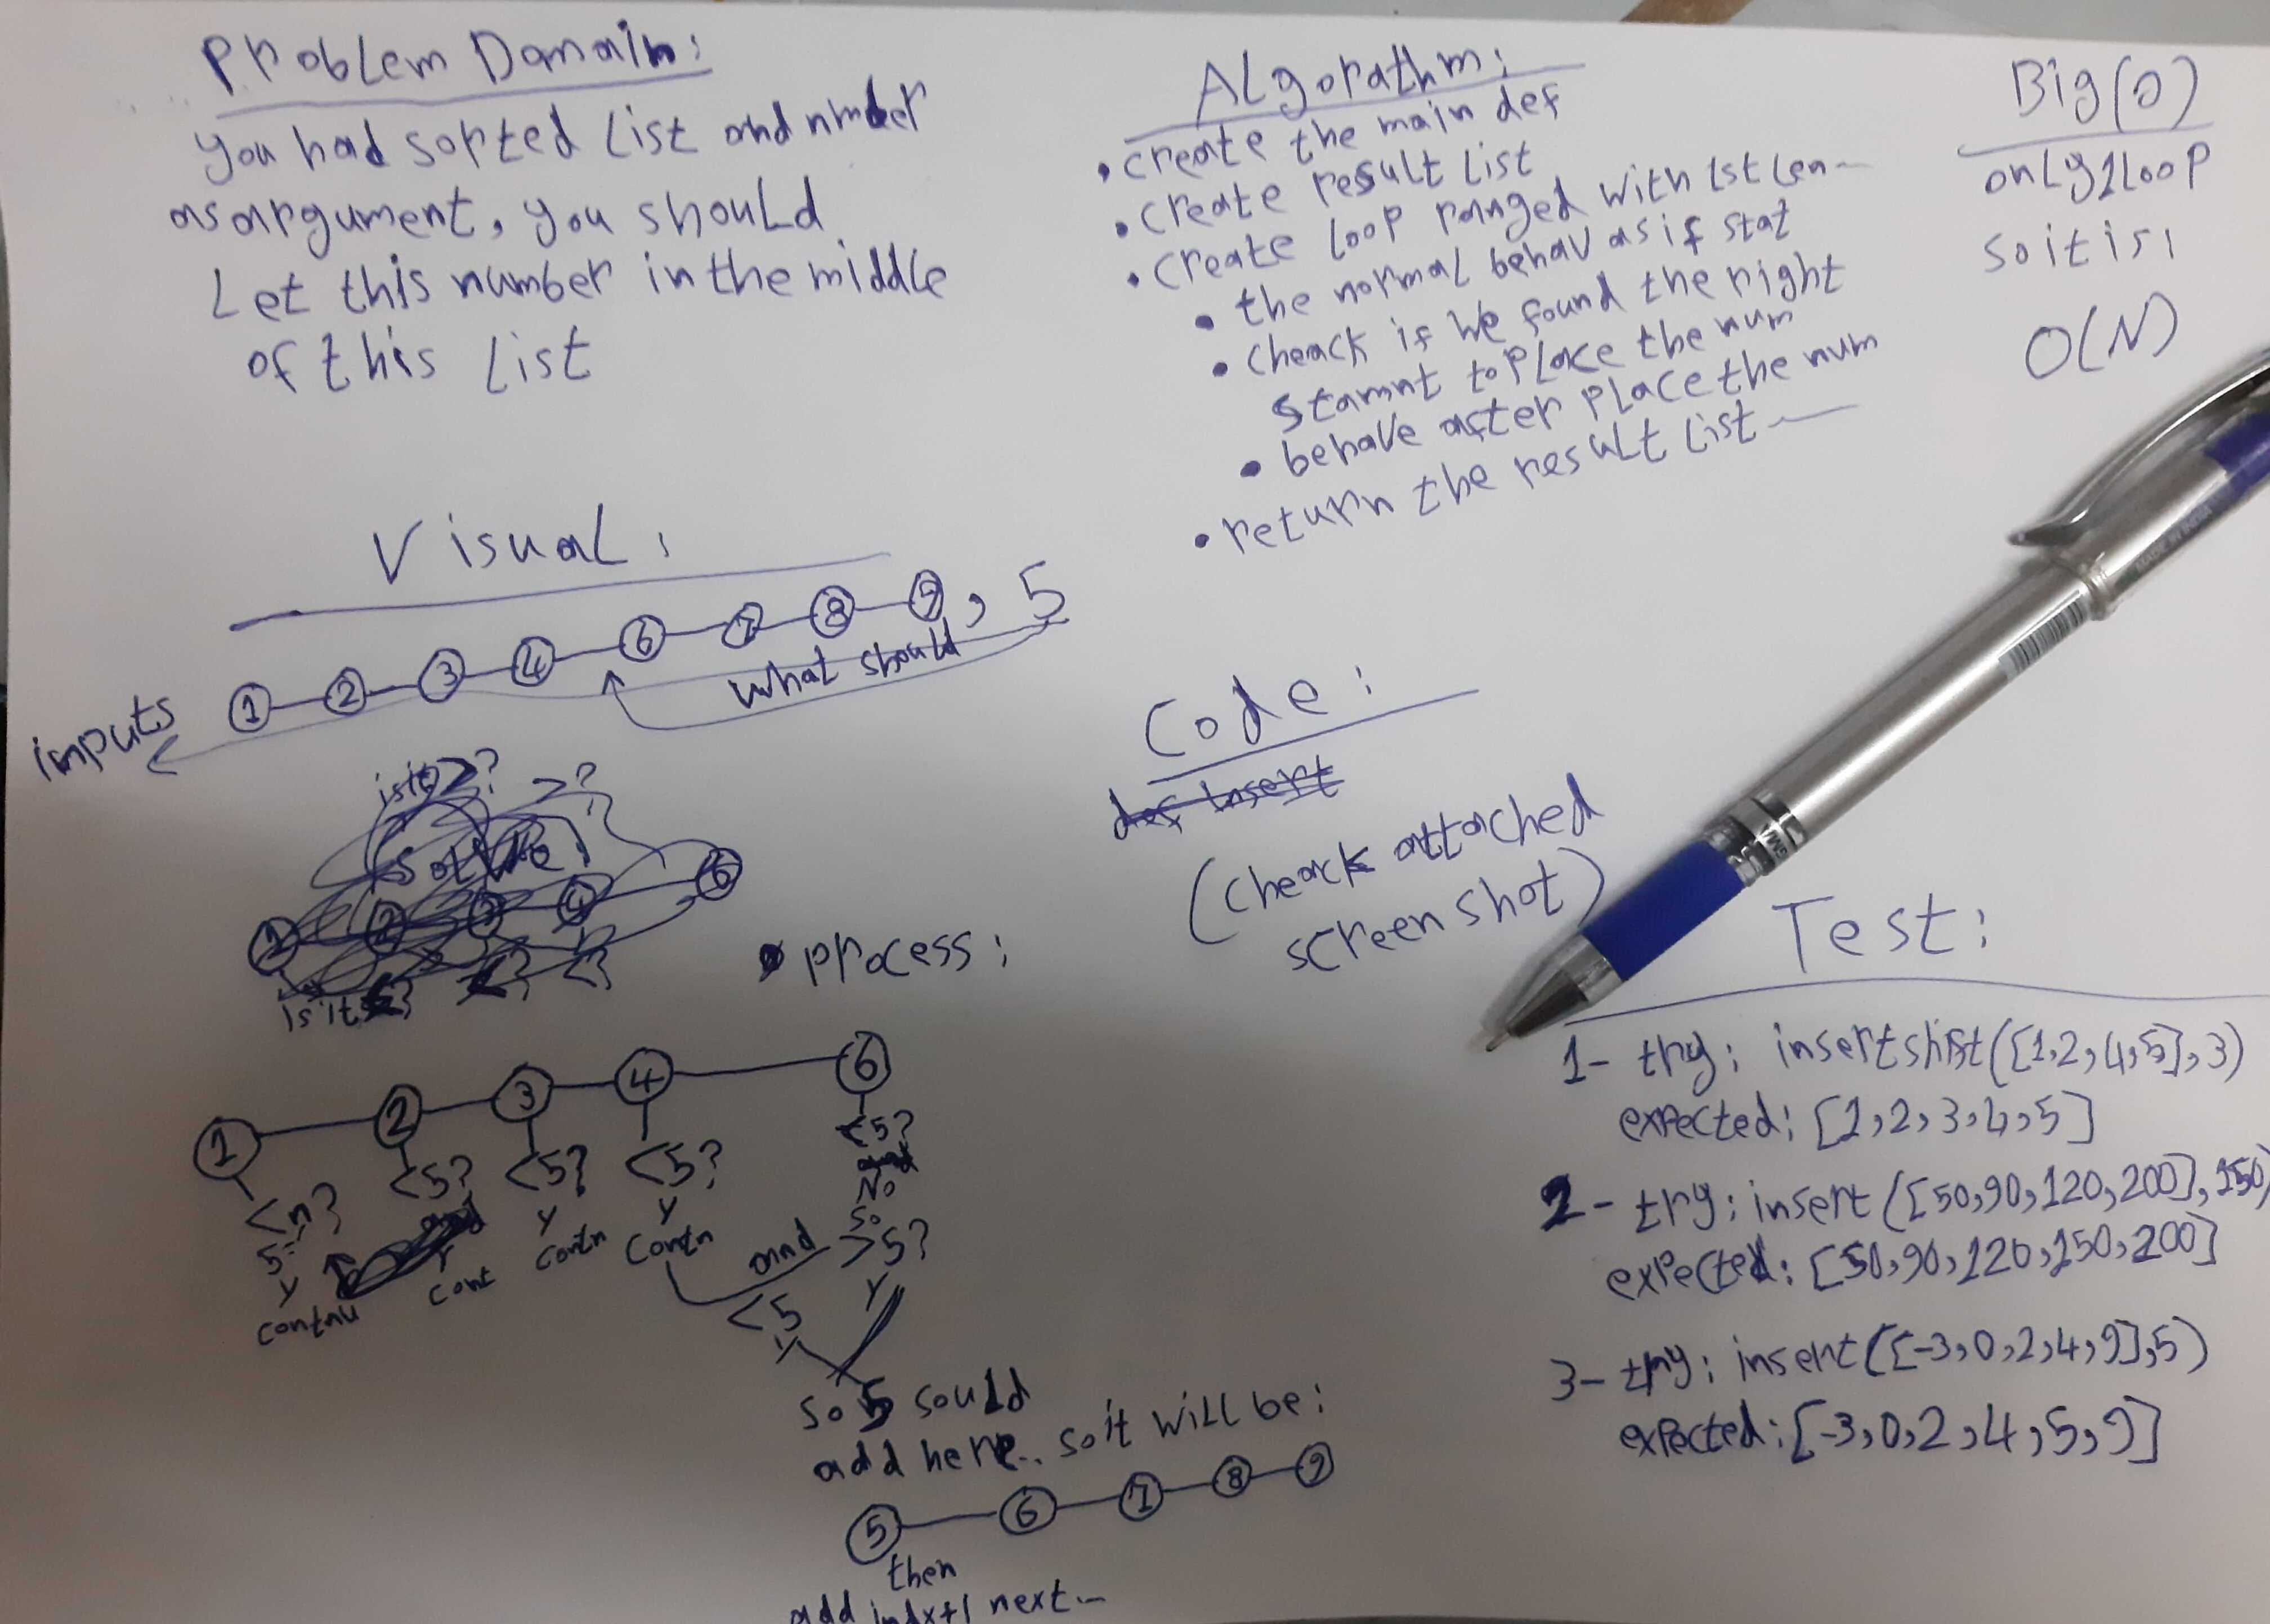 Problem Domain:
you had sorted list and number
as argument, you should
Let this number in the middle
of this List
Visual:
1 2 3 4 6 7 8 9 , 5
what should
inputs
is it >? >?
1 2 3 4 6
is it <? <? <?
• process:
1 2 3 4 6
<n? <5? <5? <5? <5?
5
y y y y No
contnu cont contn contn so
and >5?
<5 y
y
so 5 sould
add here.. so it will be:
5 6 7 8 9
then
add indx+1 next..
Algorathm:
• create the main def
• create result list
• create loop ranged with lst len
• the normal behav as if stat
• cheack if we found the right
stamnt to place the num
• behave after place the num
• return the result list
Big(O)
only 1 loop
so it is:
O(N)
Code:
def insert
(cheack attached
screen shot)
Test:
1- try: insertshift([1,2,4,5],3)
expected: [1,2,3,4,5]
2- try: insert([50,90,120,200],150)
expected: [50,90,120,150,200]
3- try: insert([-3,0,2,4,9],5)
expected: [-3,0,2,4,5,9]
MADE IN INDIA